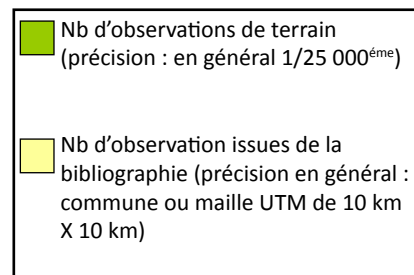 Nb d'observations de terrain
(précision : en général 1/25 000éme)
Nb d'observation issues de la
bibliographie (précision en général :
commune ou maille UTM de 10 km
X 10 km)